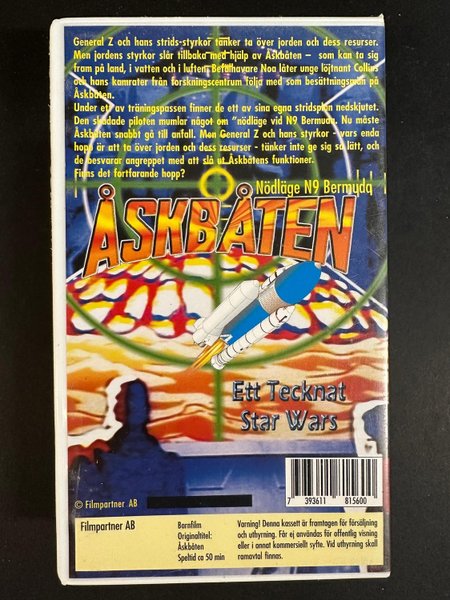 General Z och hans strids-styrkor tänker ta över jorden och dess resurser.
Men jordens styrkor slår tillbaka med hjälp av Åskbåten – som kan ta sig
fram på land, i vatten och i luften. Befälhavare Noa låter unge löjtnant Collins
och hans kamrater från forskningscentrum följa med som besättningsmän på
Åskbåten.
Under ett av träningspassen finner de ett av sina egna stridsplan nedskjutet.
Den skadade piloten mumlar något om "nödläge vid N9 Bermuda. Nu måste
Åskbåten snabbt gå till anfall. Men General Z och hans styrkor - vars enda
hopp är att ta över jorden och dess resurser - tänker inte ge sig så lätt, och
de besvarar angreppet med att slå ut Åskbåtens funktioner.
Finns det fortfarande hopp?
Nödläge N9 Bermuda
ÅSKBÅTEN
Ett Tecknat
Star Wars
7 393611 815600
© Filmpartner AB
Filmpartner AB
Barnfilm
Originaltitel:
Åskbåten
Speltid ca 50 min
Varning! Denna kassett är framtagen för försäljning
och uthyrning. Får ej användas för offentlig visning
eller i annat kommersiellt syfte. Vid uthyrning skall
ramavtal finnas.